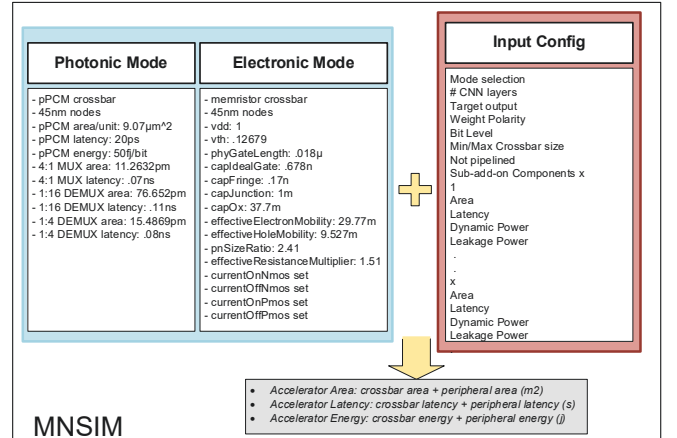 Photonic Mode
- pPCM crossbar
- 45nm nodes
- pPCM area/unit: 9.07µm^2
- pPCM latency: 20ps
- pPCM energy: 50fj/bit
- 4:1 MUX area: 11.2632pm
- 4:1 MUX latency: .07ns
- 1:16 DEMUX area: 76.652pm
- 1:16 DEMUX latency: .11ns
- 1:4 DEMUX area: 15.4869pm
- 1:4 DEMUX latency: .08ns
Electronic Mode
- memristor crossbar
- 45nm nodes
- vdd: 1
- vth: .12679
- phyGateLength: .018µ
- capIdealGate: .678n
- capFringe: .17n
- capJunction: 1m
- capOx: 37.7m
- effectiveElectronMobility: 29.77m
- effectiveHoleMobility: 9.527m
- pnSizeRatio: 2.41
- effectiveResistanceMultiplier: 1.51
- currentOnNmos set
- currentOffNmos set
- currentOnPmos set
- currentOffPmos set
Input Config
Mode selection
# CNN layers
Target output
Weight Polarity
Bit Level
Min/Max Crossbar size
Not pipelined
Sub-add-on Components x
1
Area
Latency
Dynamic Power
Leakage Power
.
.
x
Area
Latency
Dynamic Power
Leakage Power
.
• Accelerator Area: crossbar area + peripheral area (m2)
• Accelerator Latency: crossbar latency + peripheral latency (s)
• Accelerator Energy: crossbar energy + peripheral energy (j)
MNSIM